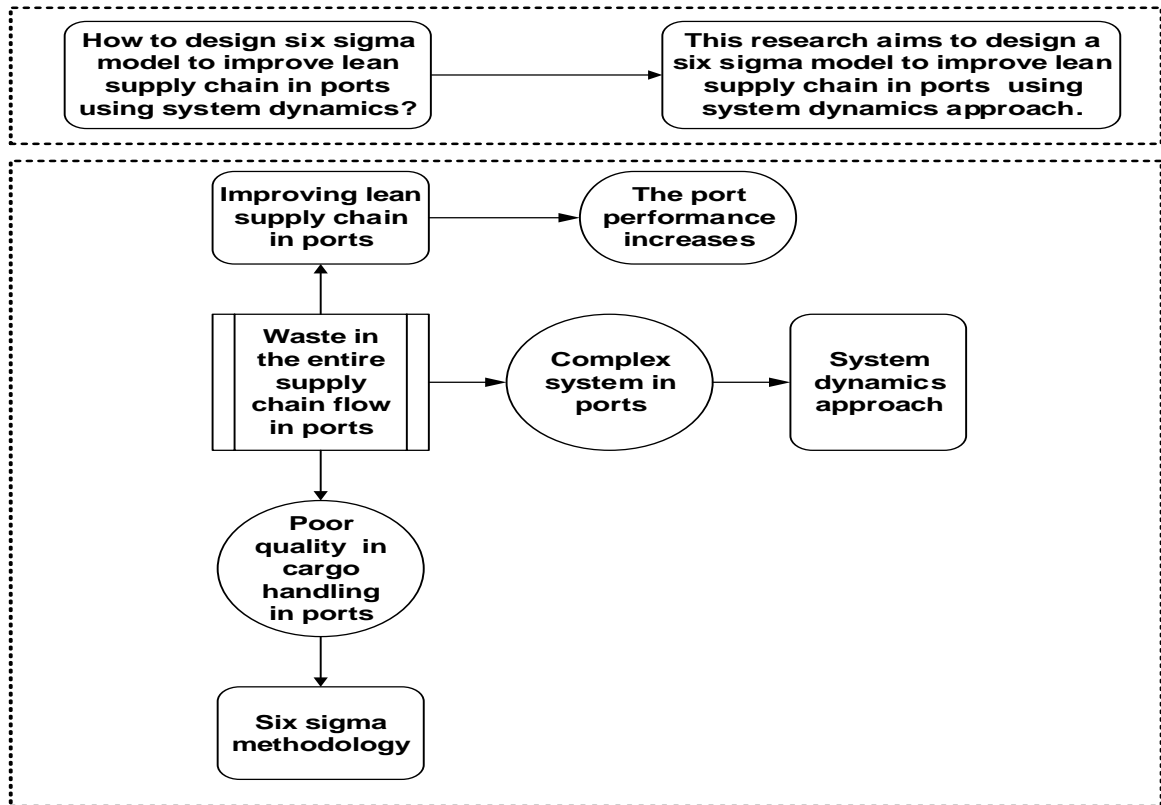 How to design six sigma
model to improve lean
supply chain in ports
using system dynamics?
This research aims to design a
six sigma model to improve lean
supply chain in ports using
system dynamics approach.
Improving lean
supply chain
in ports
The port
performance
increases
Waste in
the entire
supply
chain flow
in ports
Complex
system in
ports
System
dynamics
approach
Poor
quality in
cargo
handling
in ports
Six sigma
methodology